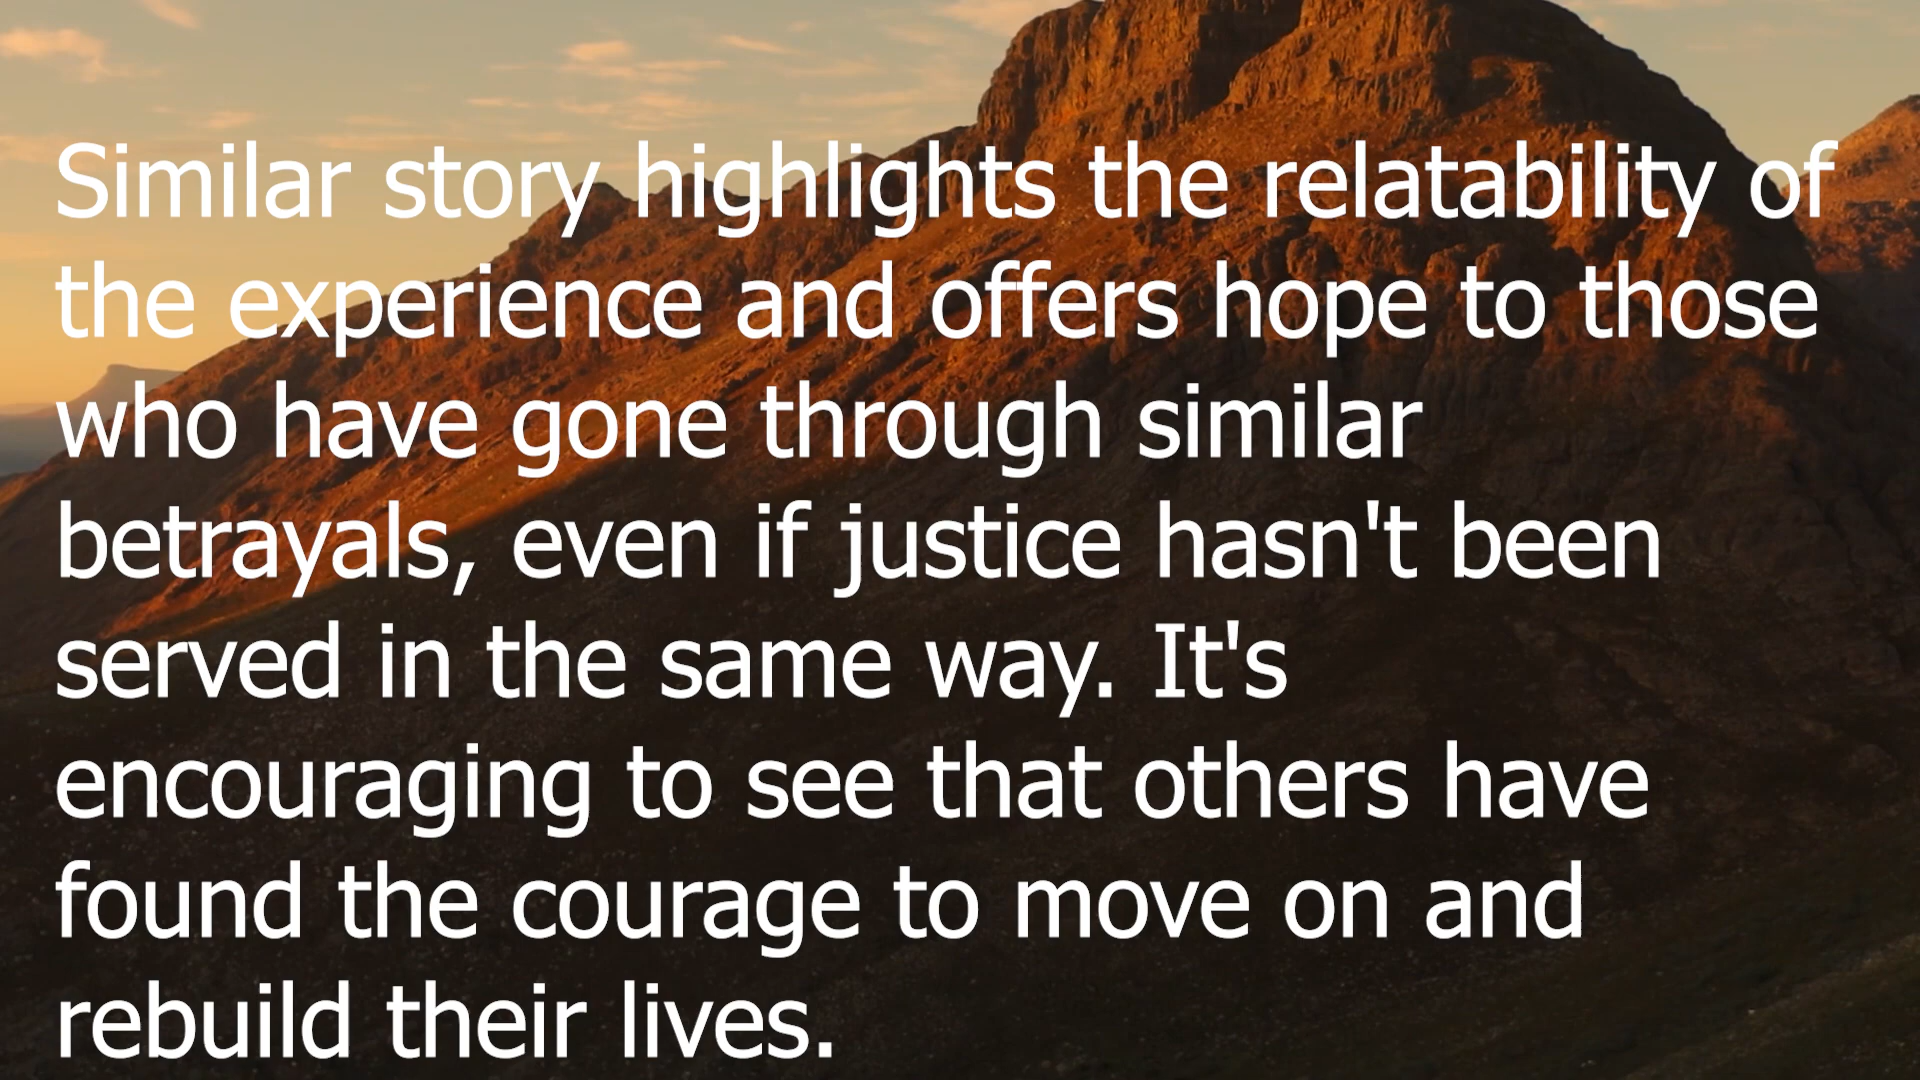 Similar story highlights the relatability of
the experience and offers hope to those
who have gone through similar
betrayals, even if justice hasn't been
served in the same way. It's
encouraging to see that others have
found the courage to move on and
rebuild their lives.